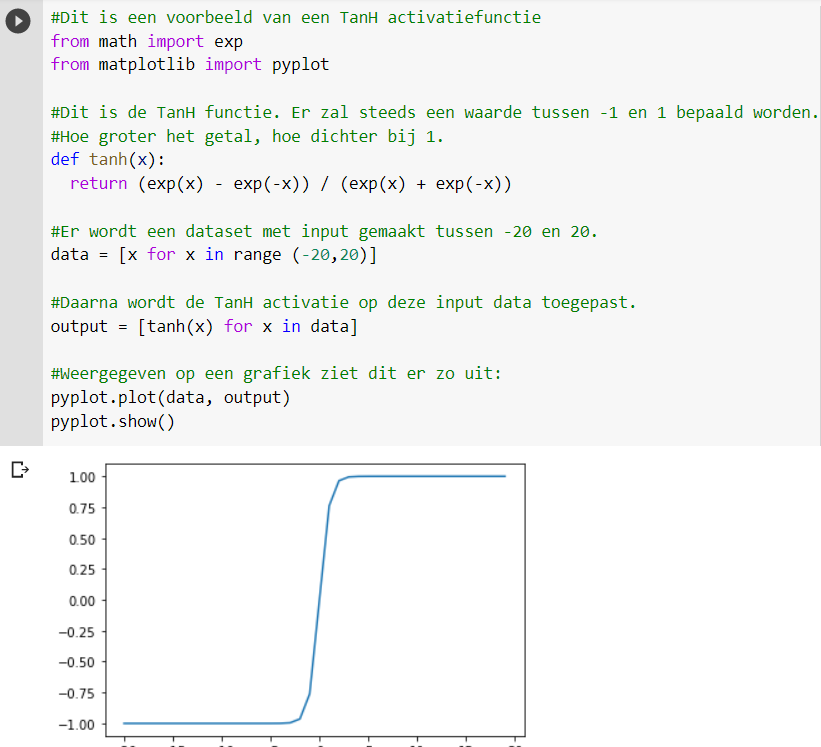 #Dit is een voorbeeld van een TanH activatiefunctie
from math import exp
from matplotlib import pyplot
#Dit is de TanH functie. Er zal steeds een waarde tussen -1 en 1 bepaald worden.
#Hoe groter het getal, hoe dichter bij 1.
def tanh(x):
  return (exp(x) - exp(-x)) / (exp(x) + exp(-x))
#Er wordt een dataset met input gemaakt tussen -20 en 20.
data = [x for x in range (-20,20)]
#Daarna wordt de TanH activatie op deze input data toegepast.
output = [tanh(x) for x in data]
#Weergegeven op een grafiek ziet dit er zo uit:
pyplot.plot(data, output)
pyplot.show()
1.00
0.75
0.50
0.25
0.00
−0.25
−0.50
−0.75
−1.00